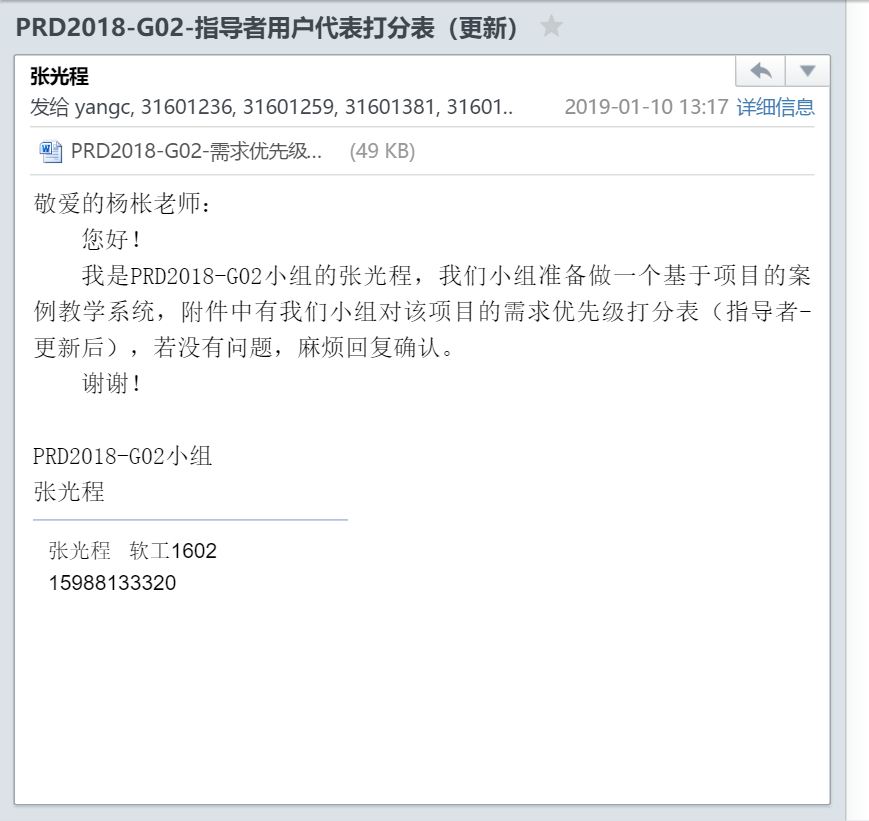 PRD2018-G02-指导者用户代表打分表（更新）
张光程
发给 yangc, 31601236, 31601259, 31601381, 31601.. 2019-01-10 13:17 详细信息
PRD2018-G02-需求优先级... (49 KB)
敬爱的杨枨老师：
您好！
我是PRD2018-G02小组的张光程，我们小组准备做一个基于项目的案
例教学系统，附件中有我们小组对该项目的需求优先级打分表（指导者-
更新后），若没有问题，麻烦回复确认。
谢谢！
PRD2018-G02小组
张光程
张光程 软工1602
15988133320